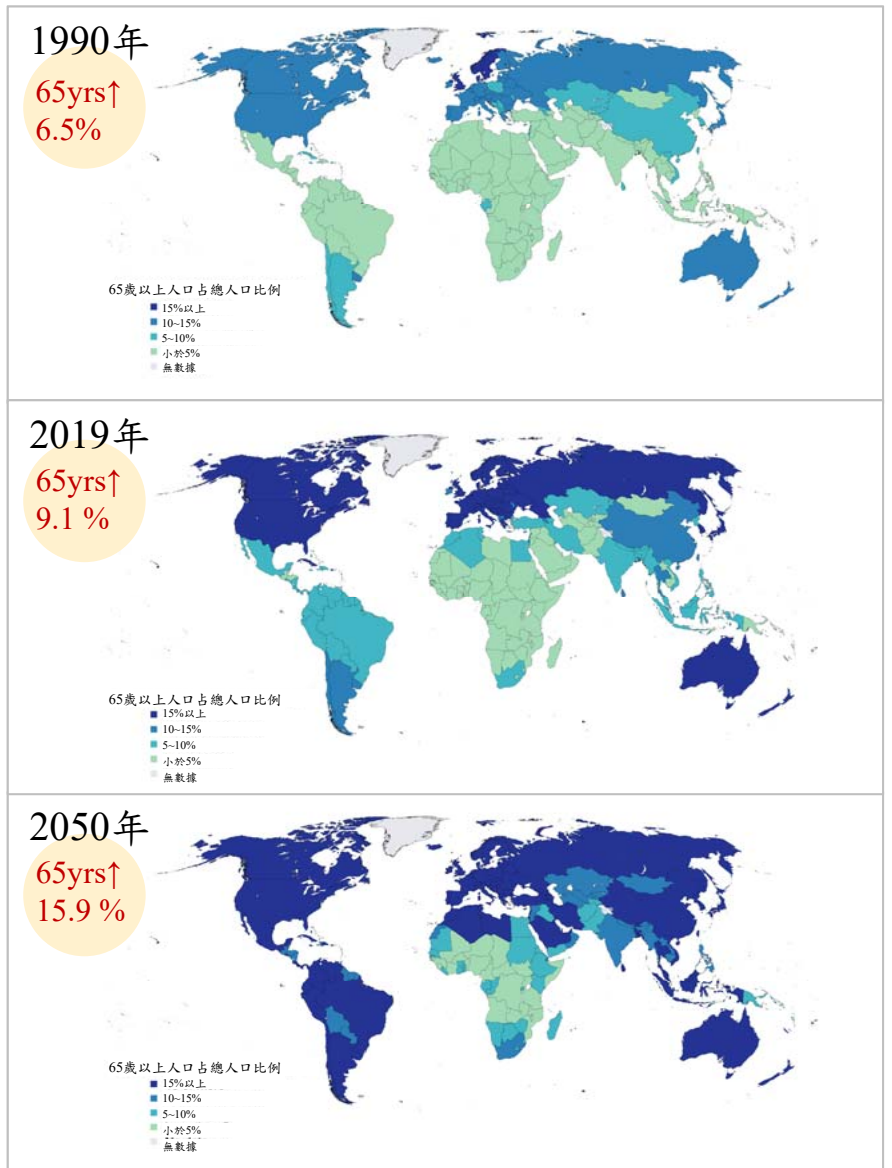 1990年
65yrs↑
6.5%
65歲以上人口占總人口比例
15%以上
10~15%
5~10%
小於5%
無數據
2019年
65yrs↑
9.1 %
65歲以上人口占總人口比例
15%以上
10~15%
5~10%
小於5%
無數據
2050年
65yrs↑
15.9 %
65歲以上人口占總人口比例
15%以上
10~15%
5~10%
小於5%
無數據